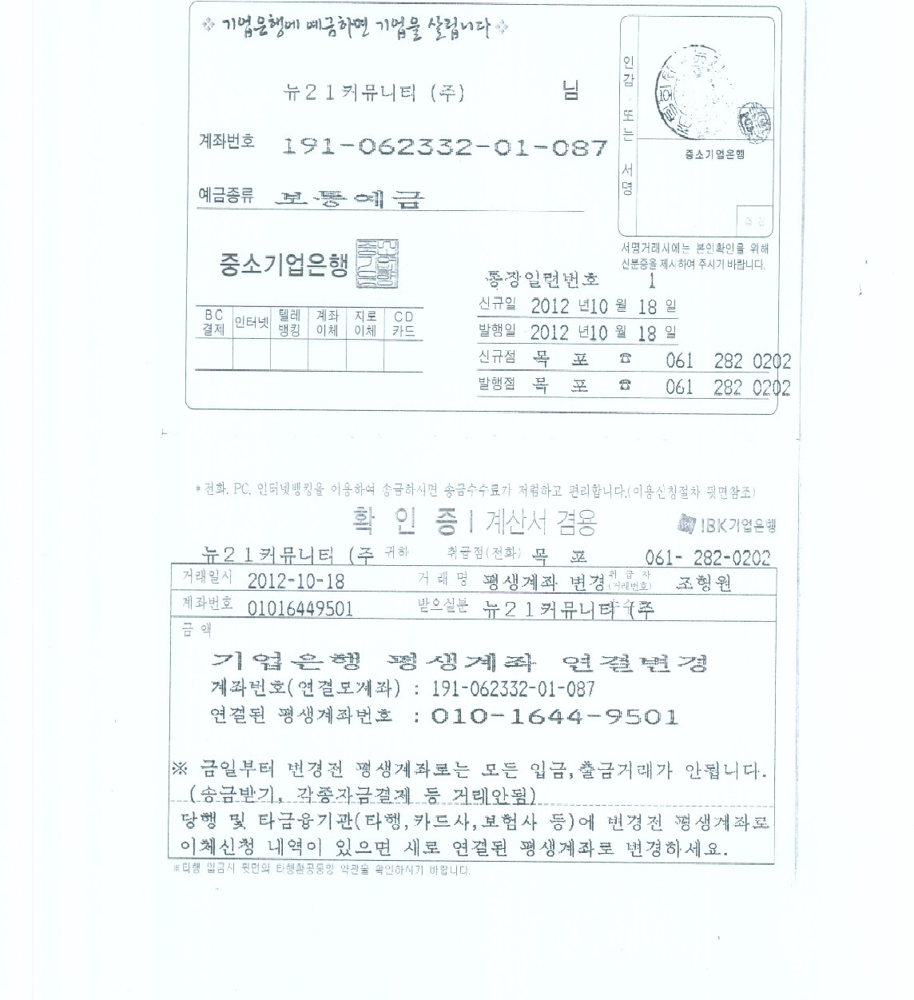 기업은행에 예금하면 기업을 살립니다
뉴21커뮤니티 (주) 님
계좌번호 191-062332-01-087
예금종류 보통예금
인감 또는 서명
중소기업은행
서명거래시에는 본인확인을 위해
신분증을 제시하여 주시기 바랍니다.
중소기업은행
통장일련번호 1
신규일 2012 년10 월 18 일
발행일 2012 년10 월 18 일
신규점 목 포 ☎ 061 282 0202
발행점 목 포 ☎ 061 282 0202
BC결제 인터넷 텔레뱅킹 계좌이체 지로이체 CD카드
*전화, PC, 인터넷뱅킹을 이용하여 송금하시면 송금수수료가 저렴하고 편리합니다.(이용신청절차 뒷면참조)
확 인 증 | 계산서 겸용
IBK기업은행
뉴21커뮤니티 (주 귀하 취급점(전화) 목 포 061- 282-0202
거래일시 2012-10-18 거 래 명 평생계좌 변경 취 급 자 (거래번호) 조형원
계좌번호 01016449501 받으실분 뉴21커뮤니티 (주
금 액
기업은행 평생계좌 연결변경
계좌번호(연결모계좌) : 191-062332-01-087
연결된 평생계좌번호 : 010-1644-9501
※ 금일부터 변경전 평생계좌로는 모든 입금,출금거래가 안됩니다.
(송금받기, 각종자금결제 등 거래안됨)
당행 및 타금융기관(타행,카드사,보험사 등)에 변경전 평생계좌로
이체신청 내역이 있으면 새로 연결된 평생계좌로 변경하세요.
※타행 입금시 뒷면의 타행환공동망 약관을 확인하시기 바랍니다.